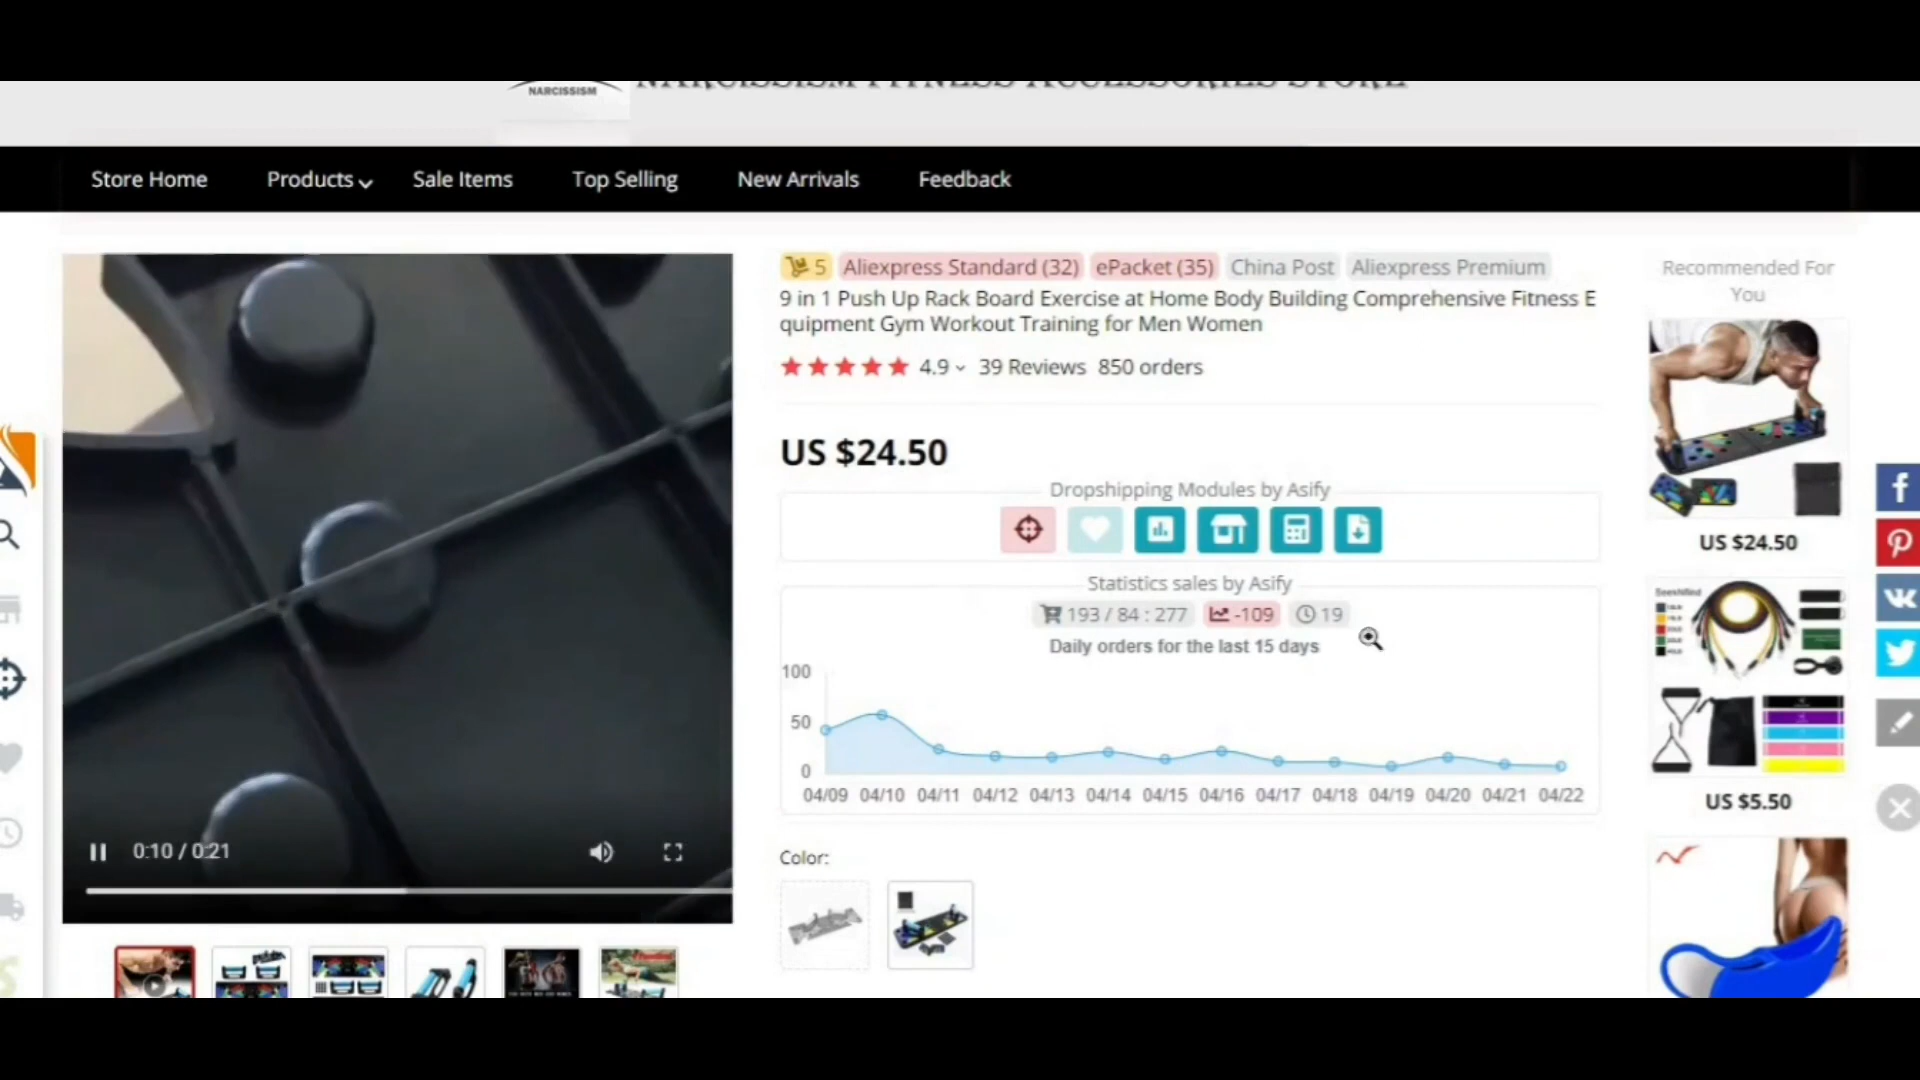 NARCISSISM
NARCISSISM FITNESS ACCESSORIES STORE
Store Home
Products
Sale Items
Top Selling
New Arrivals
Feedback
5
Aliexpress Standard (32)
ePacket (35)
China Post
Aliexpress Premium
9 in 1 Push Up Rack Board Exercise at Home Body Building Comprehensive Fitness E
quipment Gym Workout Training for Men Women
4.9
39 Reviews
850 orders
US $24.50
Dropshipping Modules by Asify
Statistics sales by Asify
193 / 84 : 277
-109
19
Daily orders for the last 15 days
100
50
0
04/09 04/10 04/11 04/12 04/13 04/14 04/15 04/16 04/17 04/18 04/19 04/20 04/21 04/22
Color:
0:10 / 0:21
Recommended For
You
US $24.50
US $5.50